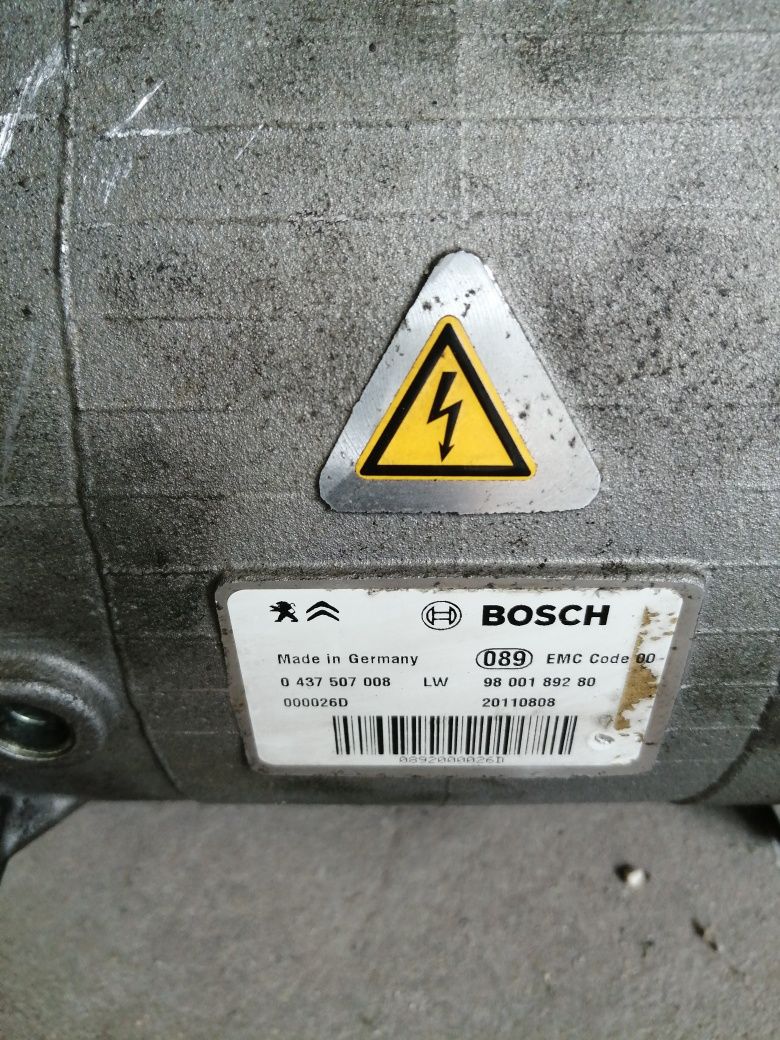 BOSCH
Made in Germany 089 EMC Code 00
0 437 507 008 LW 98 001 892 80
000026D 20110808
0892000026D